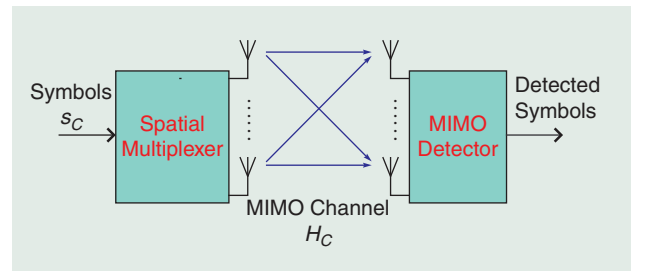 Symbols
s_C
Spatial
Multiplexer
MIMO Channel
H_C
MIMO
Detector
Detected
Symbols